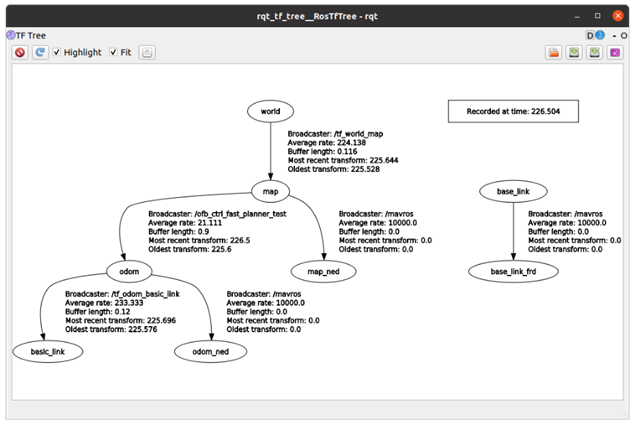 rqt_tf_tree__RosTfTree - rqt
TF Tree
D - O
Highlight
Fit
world
Recorded at time: 226.504
Broadcaster: /tf_world_map
Average rate: 224.138
Buffer length: 0.116
Most recent transform: 225.644
Oldest transform: 225.528
map
base_link
Broadcaster: /ofb_ctrl_fast_planner_test
Average rate: 21.111
Buffer length: 0.9
Most recent transform: 226.5
Oldest transform: 225.6
Broadcaster: /mavros
Average rate: 10000.0
Buffer length: 0.0
Most recent transform: 0.0
Oldest transform: 0.0
Broadcaster: /mavros
Average rate: 10000.0
Buffer length: 0.0
Most recent transform: 0.0
Oldest transform: 0.0
odom
map_ned
base_link_frd
Broadcaster: /tf_odom_basic_link
Average rate: 233.333
Buffer length: 0.12
Most recent transform: 225.696
Oldest transform: 225.576
Broadcaster: /mavros
Average rate: 10000.0
Buffer length: 0.0
Most recent transform: 0.0
Oldest transform: 0.0
basic_link
odom_ned